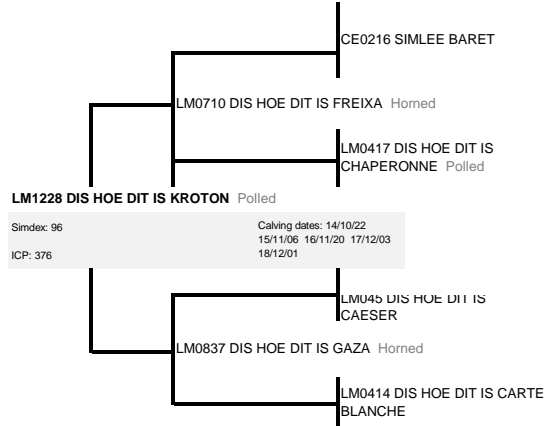 CE0216 SIMLEE BARET
LM0710 DIS HOE DIT IS FREIXA Horned
LM0417 DIS HOE DIT IS
CHAPERONNE Polled
LM1228 DIS HOE DIT IS KROTON Polled
Simdex: 96
Calving dates: 14/10/22
15/11/06 16/11/20 17/12/03
ICP: 376
18/12/01
LM045 DIS HOE DIT IS
CAESER
LM0837 DIS HOE DIT IS GAZA Horned
LM0414 DIS HOE DIT IS CARTE
BLANCHE